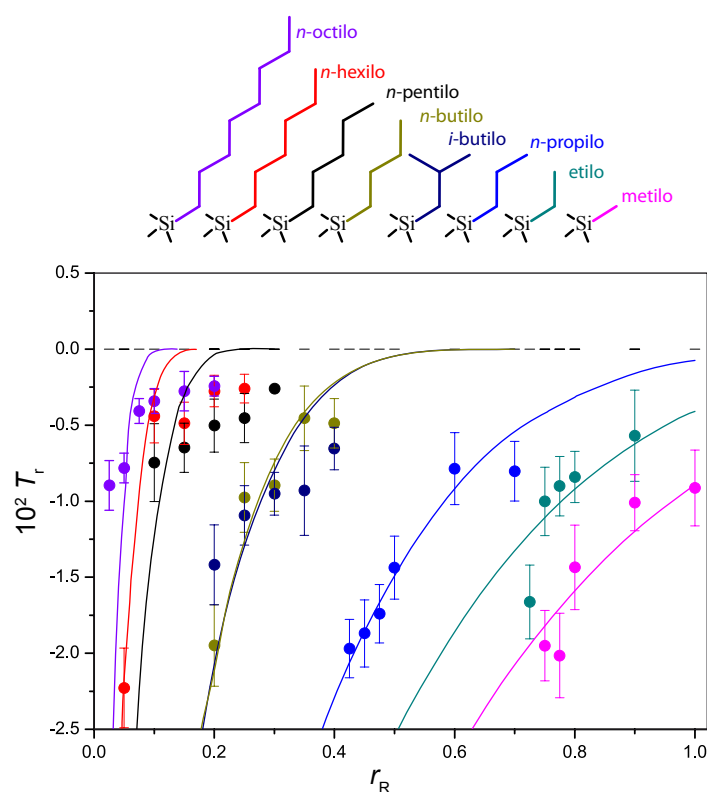 n-octilo
n-hexilo
n-pentilo
n-butilo
i-butilo
n-propilo
etilo
metilo
Si Si Si Si Si Si Si Si
0.5
0.0
-0.5
-1.0
-1.5
-2.0
-2.5
10² Tᵣ
0.0 0.2 0.4 0.6 0.8 1.0
r_R